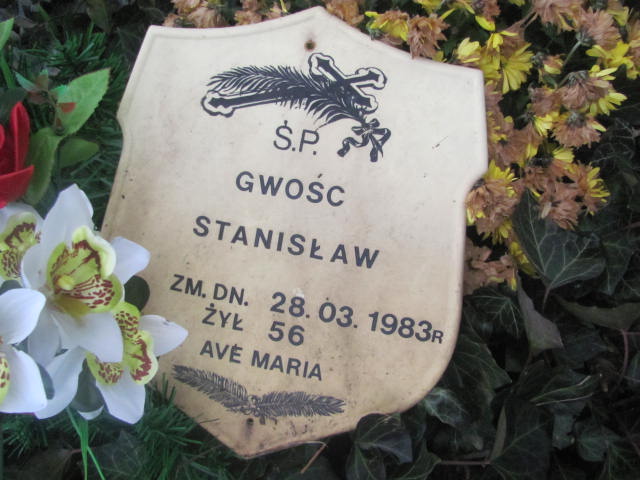 Ś.P.
GWOŚC
STANISŁAW
ZM. DN. 28. 03. 1983R
ŻYŁ 56
AVE MARIA